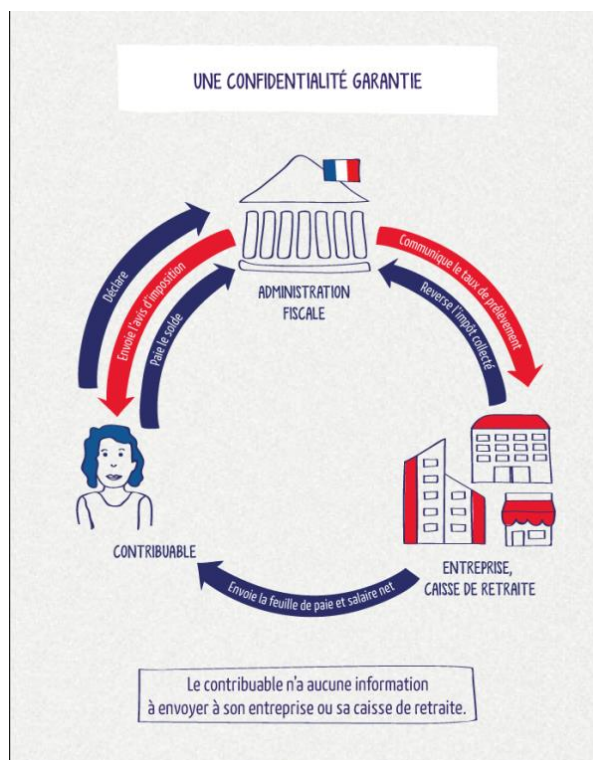 UNE CONFIDENTIALITÉ GARANTIE
Déclare
Envoie l'avis d'imposition
Paie le solde
ADMINISTRATION
FISCALE
Communique le taux de prélèvement
Reverse l'impôt collecté
CONTRIBUABLE
ENTREPRISE,
CAISSE DE RETRAITE
Envoie la feuille de paie et salaire net
Le contribuable n'a aucune information
à envoyer à son entreprise ou sa caisse de retraite.